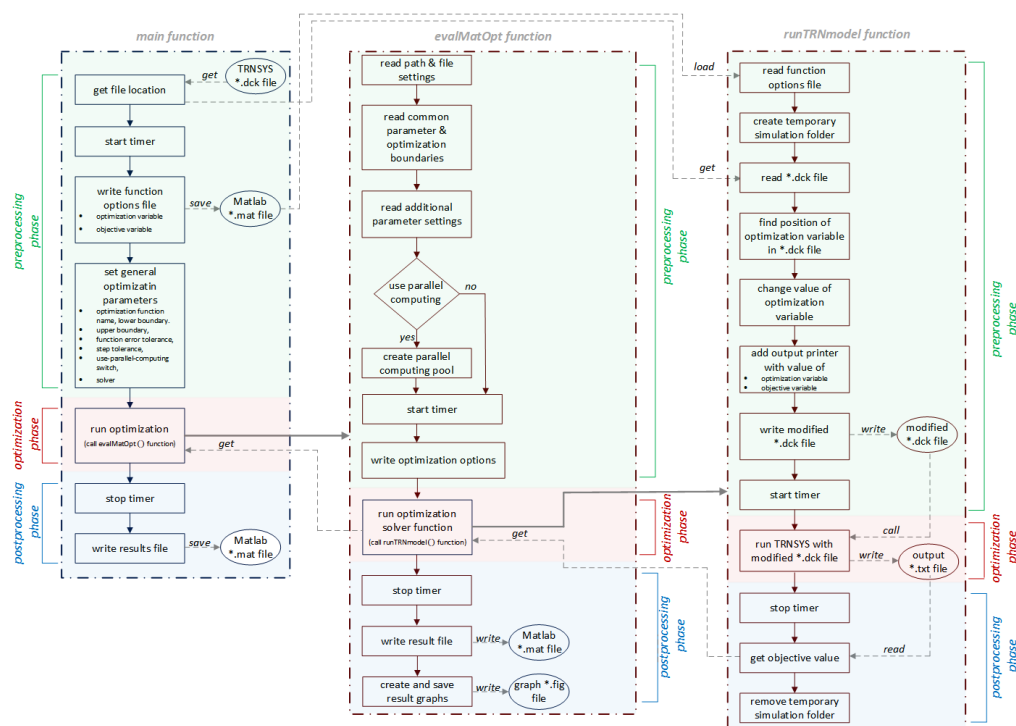 main function
TRNSYS
*.dck file
get
get file location
start timer
write function
options file
• optimization variable
• objective variable
save
Matlab
*.mat file
set general
optimizatin
parameters
• optimization function
name, lower boundary.
• upper boundary,
• function error tolerance,
• step tolerance,
• use-parallel-computing
switch,
• solver
preprocessing
phase
run optimization
(call evalMatOpt() function)
get
optimization
phase
stop timer
write results file
save
Matlab
*.mat file
postprocessing
phase
evalMatOpt function
read path & file
settings
read common
parameter &
optimization
boundaries
read additional
parameter settings
use parallel
computing
no
yes
create parallel
computing pool
start timer
write optimization options
preprocessing
phase
run optimization
solver function
(call runTRNmodel() function)
get
optimization
phase
stop timer
write result file
write
Matlab
*.mat file
create and save
result graphs
write
graph *.fig
file
postprocessing
phase
runTRNmodel function
load
read function
options file
create temporary
simulation folder
get
read *.dck file
find position of
optimization variable
in *.dck file
change value of
optimization
variable
add output printer
with value of
• optimization variable
• objective variable
write modified
*.dck file
write
modified
*.dck file
start timer
preprocessing
phase
call
run TRNSYS with
modified *.dck file
write
output
*.txt file
optimization
phase
stop timer
read
get objective value
remove temporary
simulation folder
postprocessing
phase